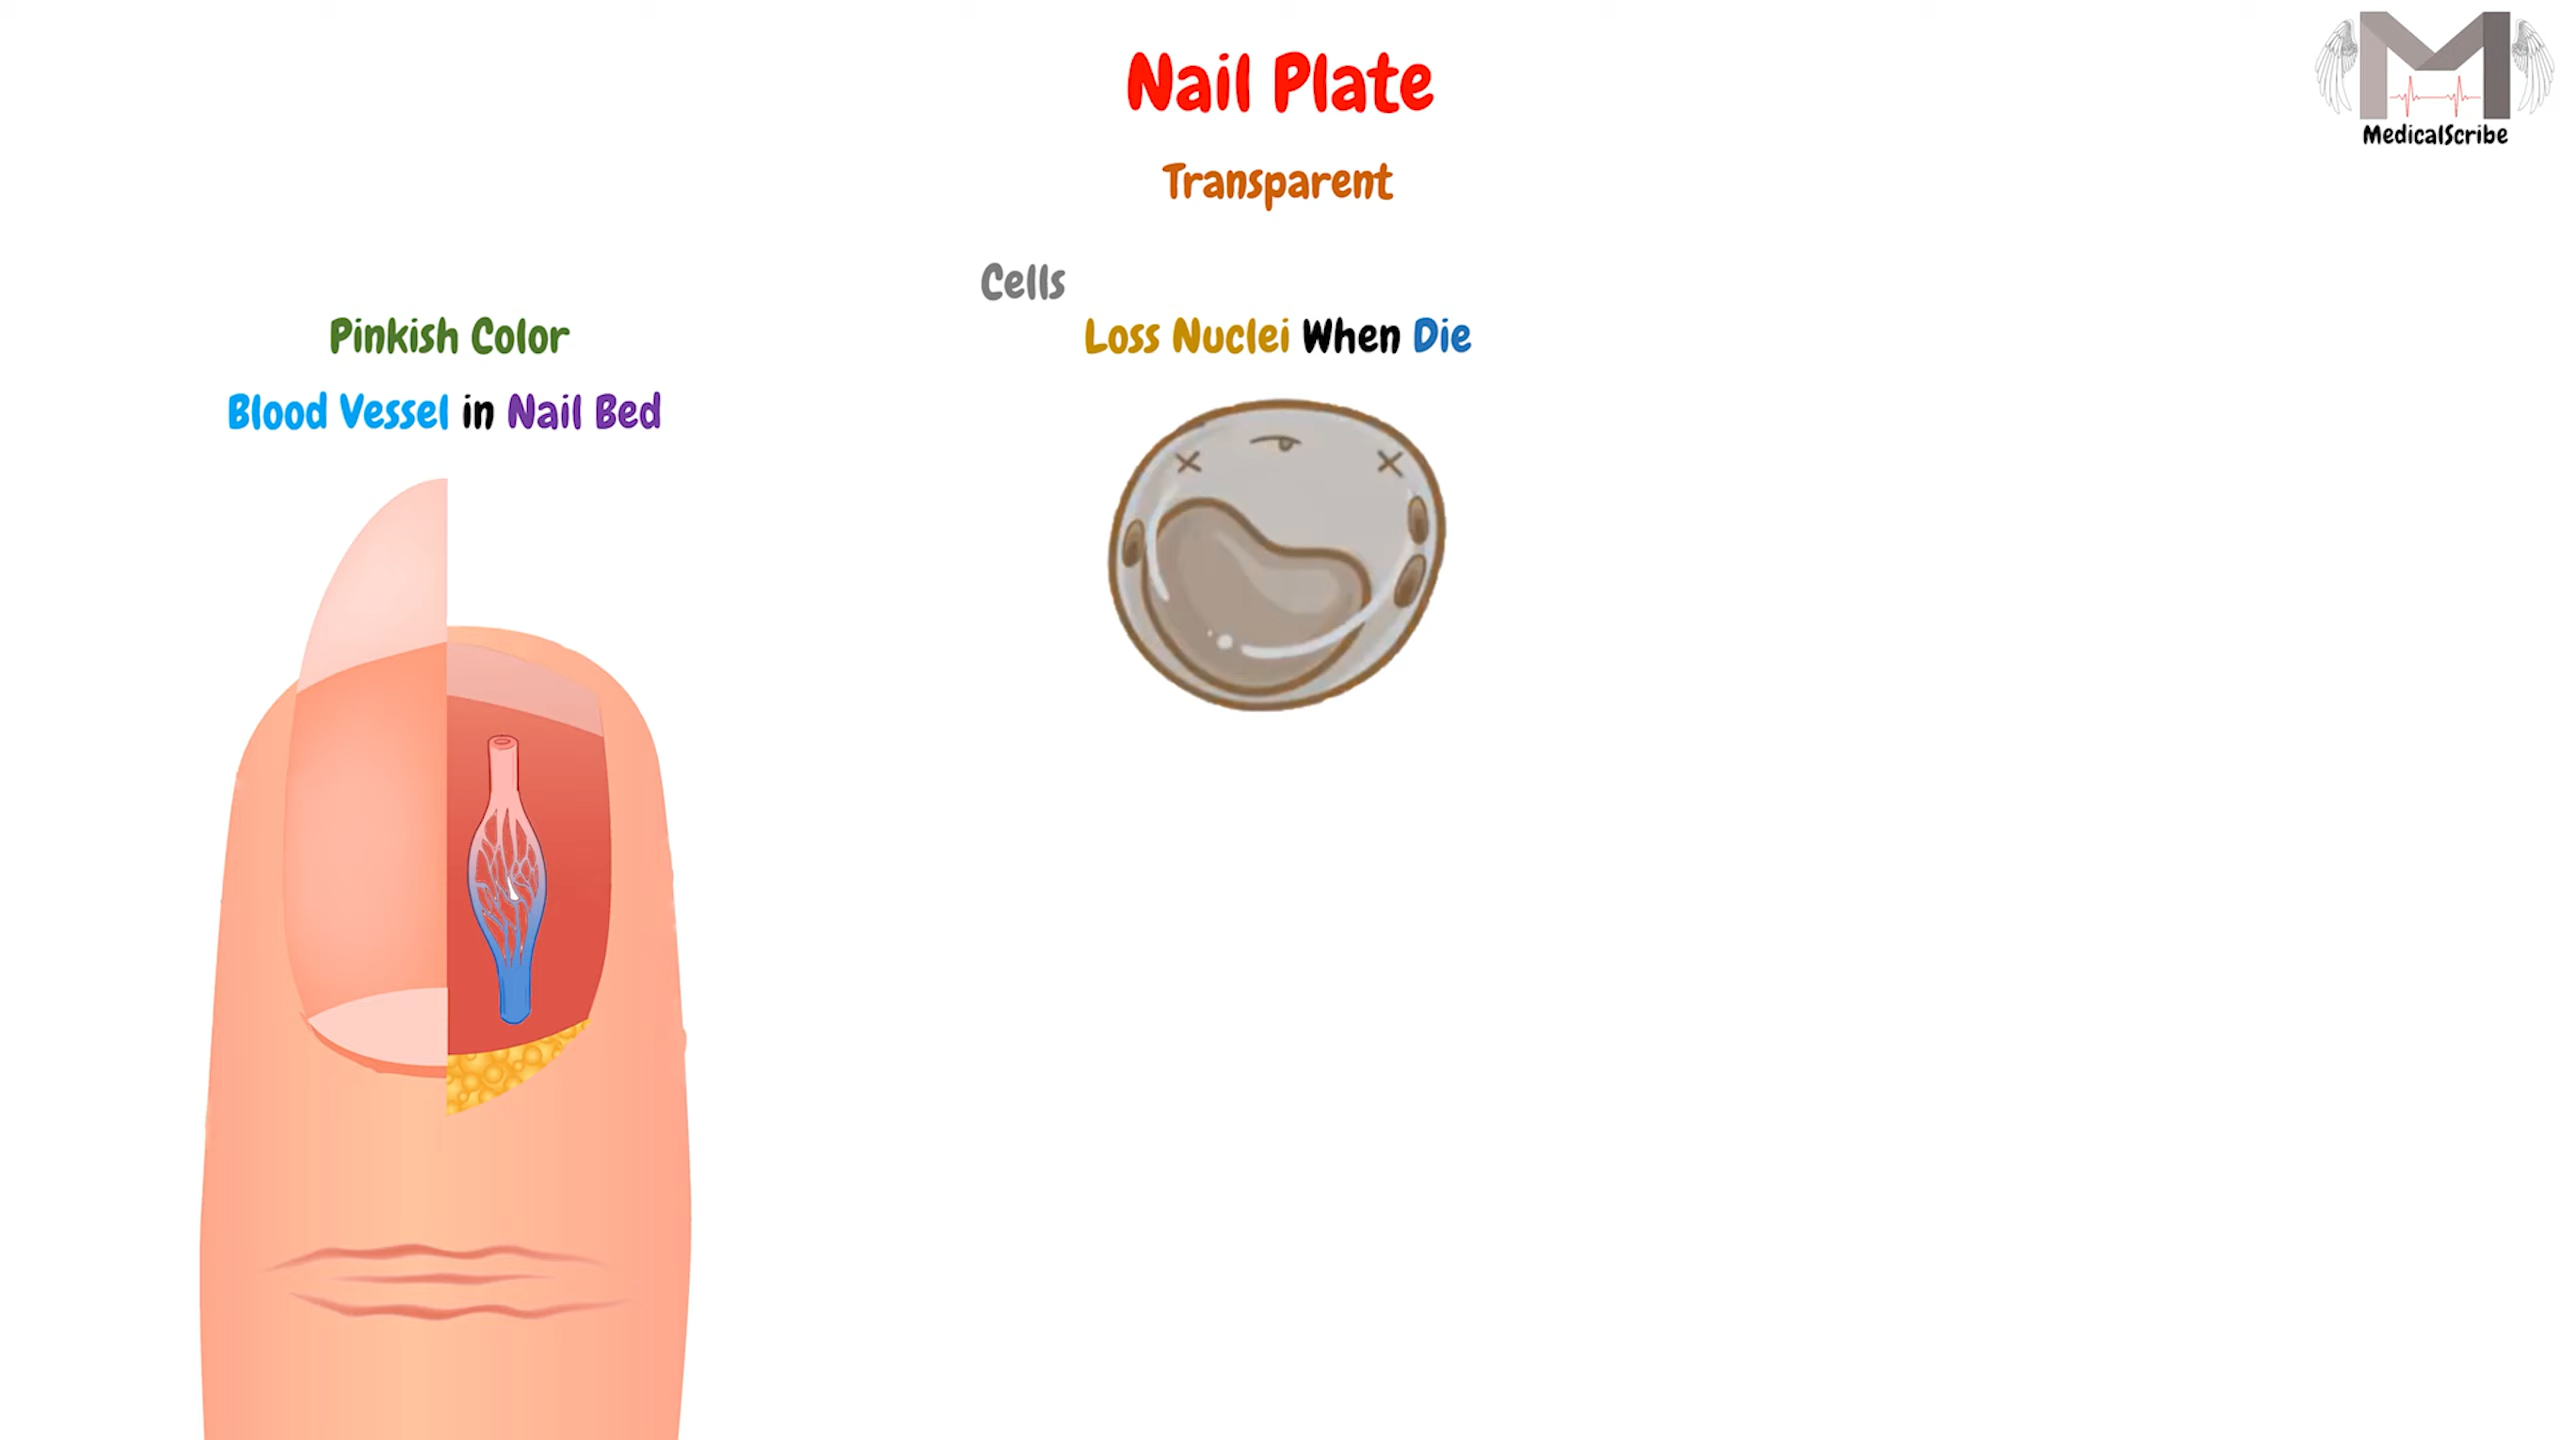 Nail Plate
MedicalScribe
Transparent
Cells
Loss Nuclei When Die
Pinkish Color
Blood Vessel in Nail Bed